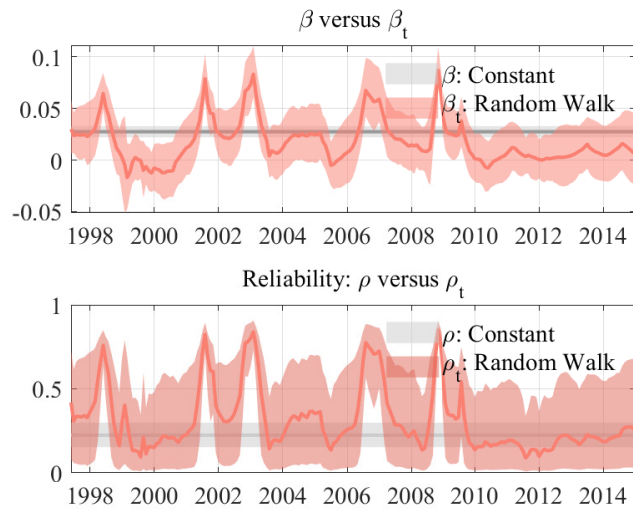 β versus β_t
0.1
0.05
0
-0.05
β: Constant
β_t: Random Walk
1998 2000 2002 2004 2006 2008 2010 2012 2014
Reliability: ρ versus ρ_t
1
0.5
0
ρ: Constant
ρ_t: Random Walk
1998 2000 2002 2004 2006 2008 2010 2012 2014